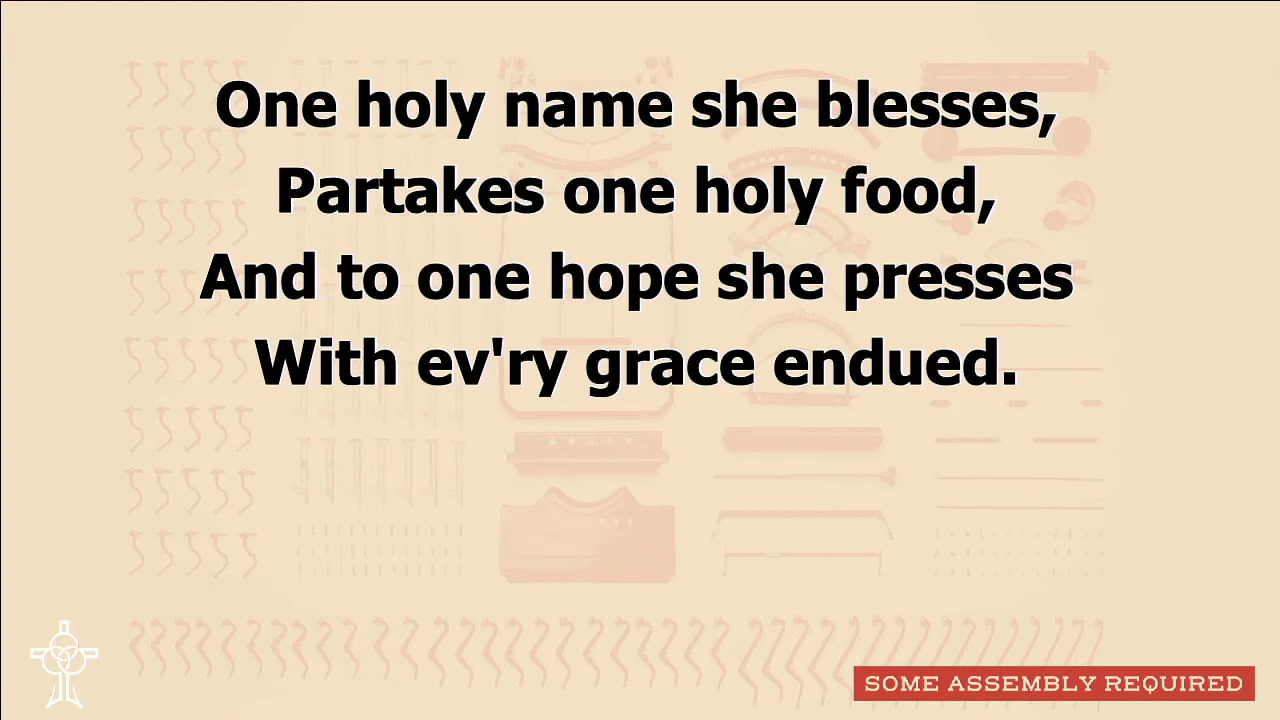 One holy name she blesses,
Partakes one holy food,
And to one hope she presses
With ev'ry grace endued.
SOME ASSEMBLY REQUIRED